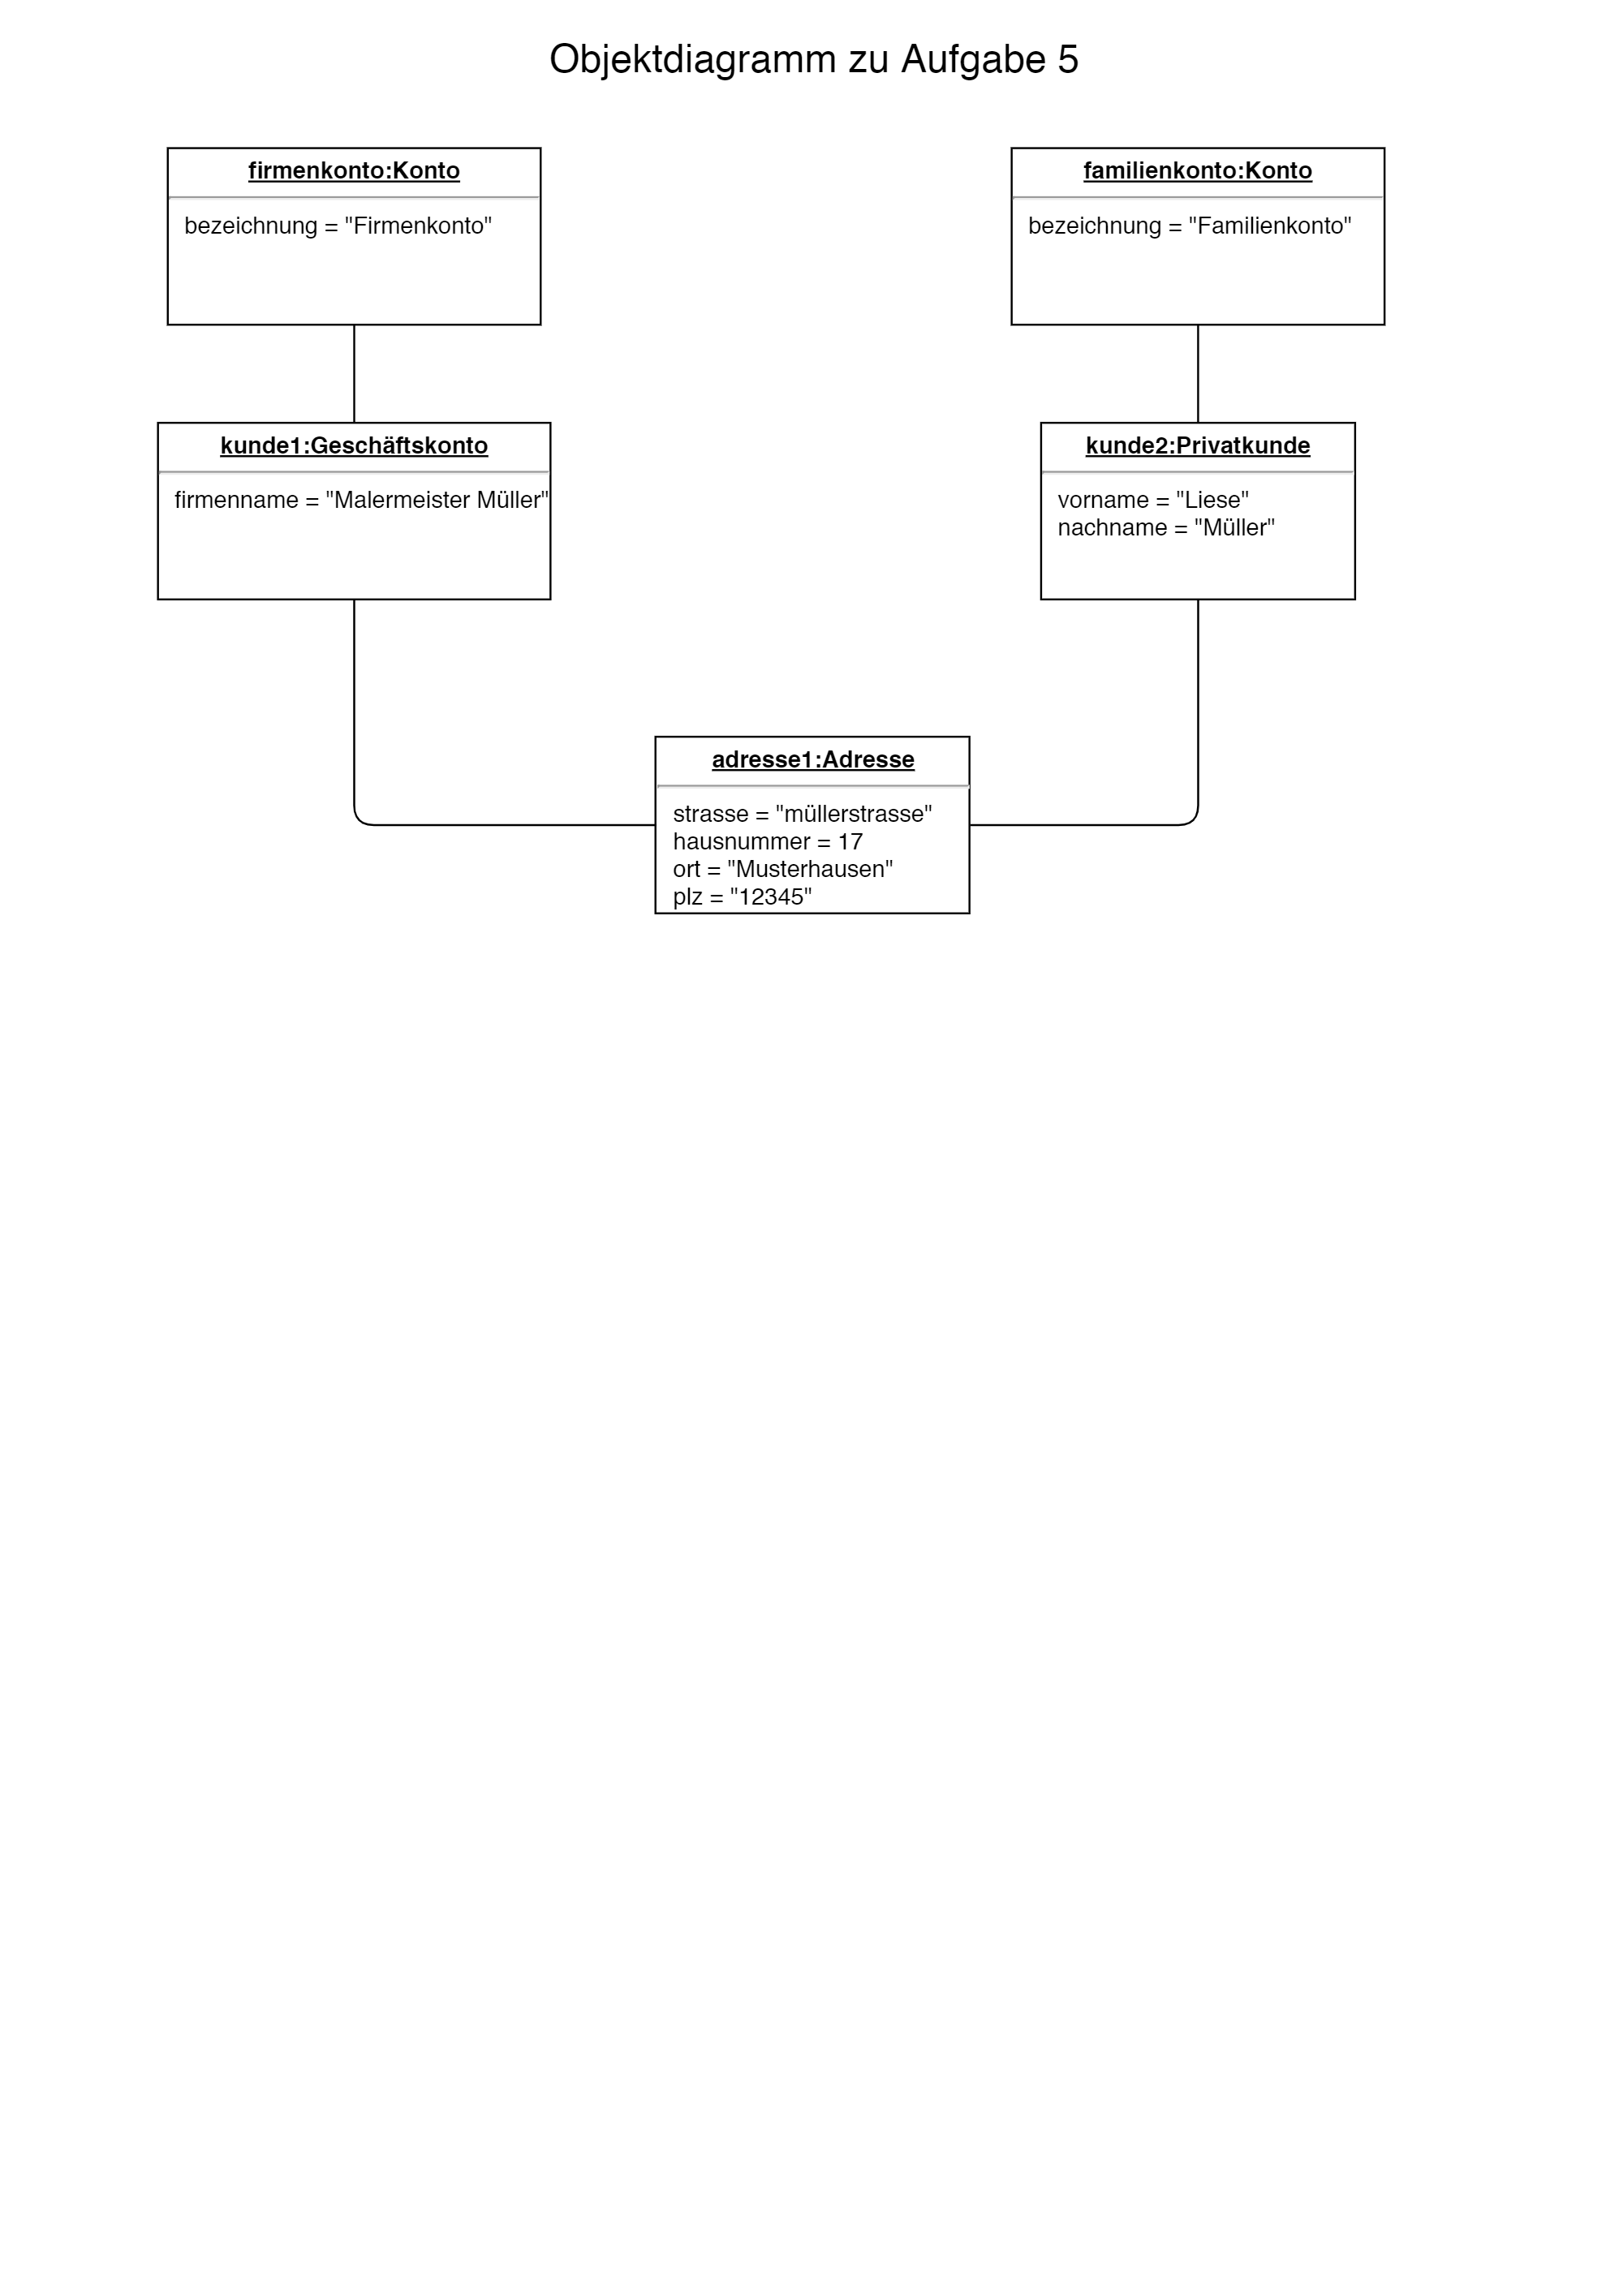 Objektdiagramm zu Aufgabe 5
firmenkonto:Konto
bezeichnung = "Firmenkonto"
familienkonto:Konto
bezeichnung = "Familienkonto"
kunde1:Geschäftskonto
firmenname = "Malermeister Müller"
kunde2:Privatkunde
vorname = "Liese"
nachname = "Müller"
adresse1:Adresse
strasse = "müllerstrasse"
hausnummer = 17
ort = "Musterhausen"
plz = "12345"